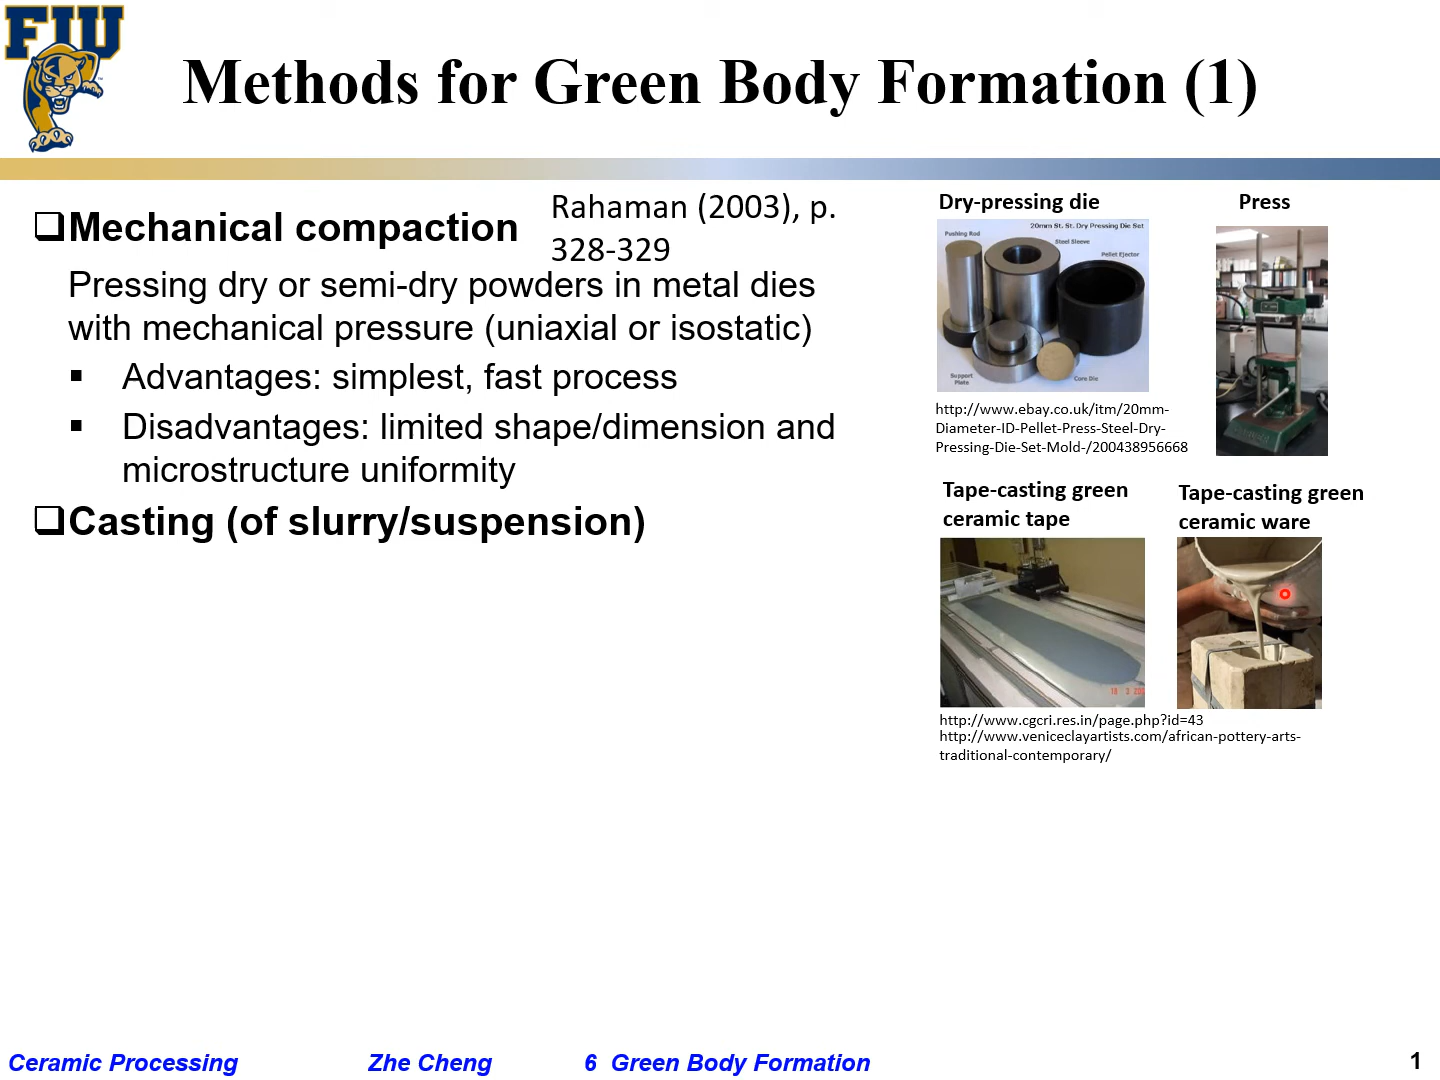 FIU
Methods for Green Body Formation (1)
Mechanical compaction
Rahaman (2003), p.
328-329
Pressing dry or semi-dry powders in metal dies
with mechanical pressure (uniaxial or isostatic)
Advantages: simplest, fast process
Disadvantages: limited shape/dimension and
microstructure uniformity
Casting (of slurry/suspension)
Dry-pressing die
Press
20mm St. St. Dry Pressing Die Set
Pushing Rod
Steel Sleeve
Pellet Ejector
Support
Plate
Core Die
http://www.ebay.co.uk/itm/20mm-
Diameter-ID-Pellet-Press-Steel-Dry-
Pressing-Die-Set-Mold-/200438956668
Tape-casting green
ceramic tape
Tape-casting green
ceramic ware
http://www.cgcri.res.in/page.php?id=43
http://www.veniceclayartists.com/african-pottery-arts-
traditional-contemporary/
Ceramic Processing
Zhe Cheng
6 Green Body Formation
1